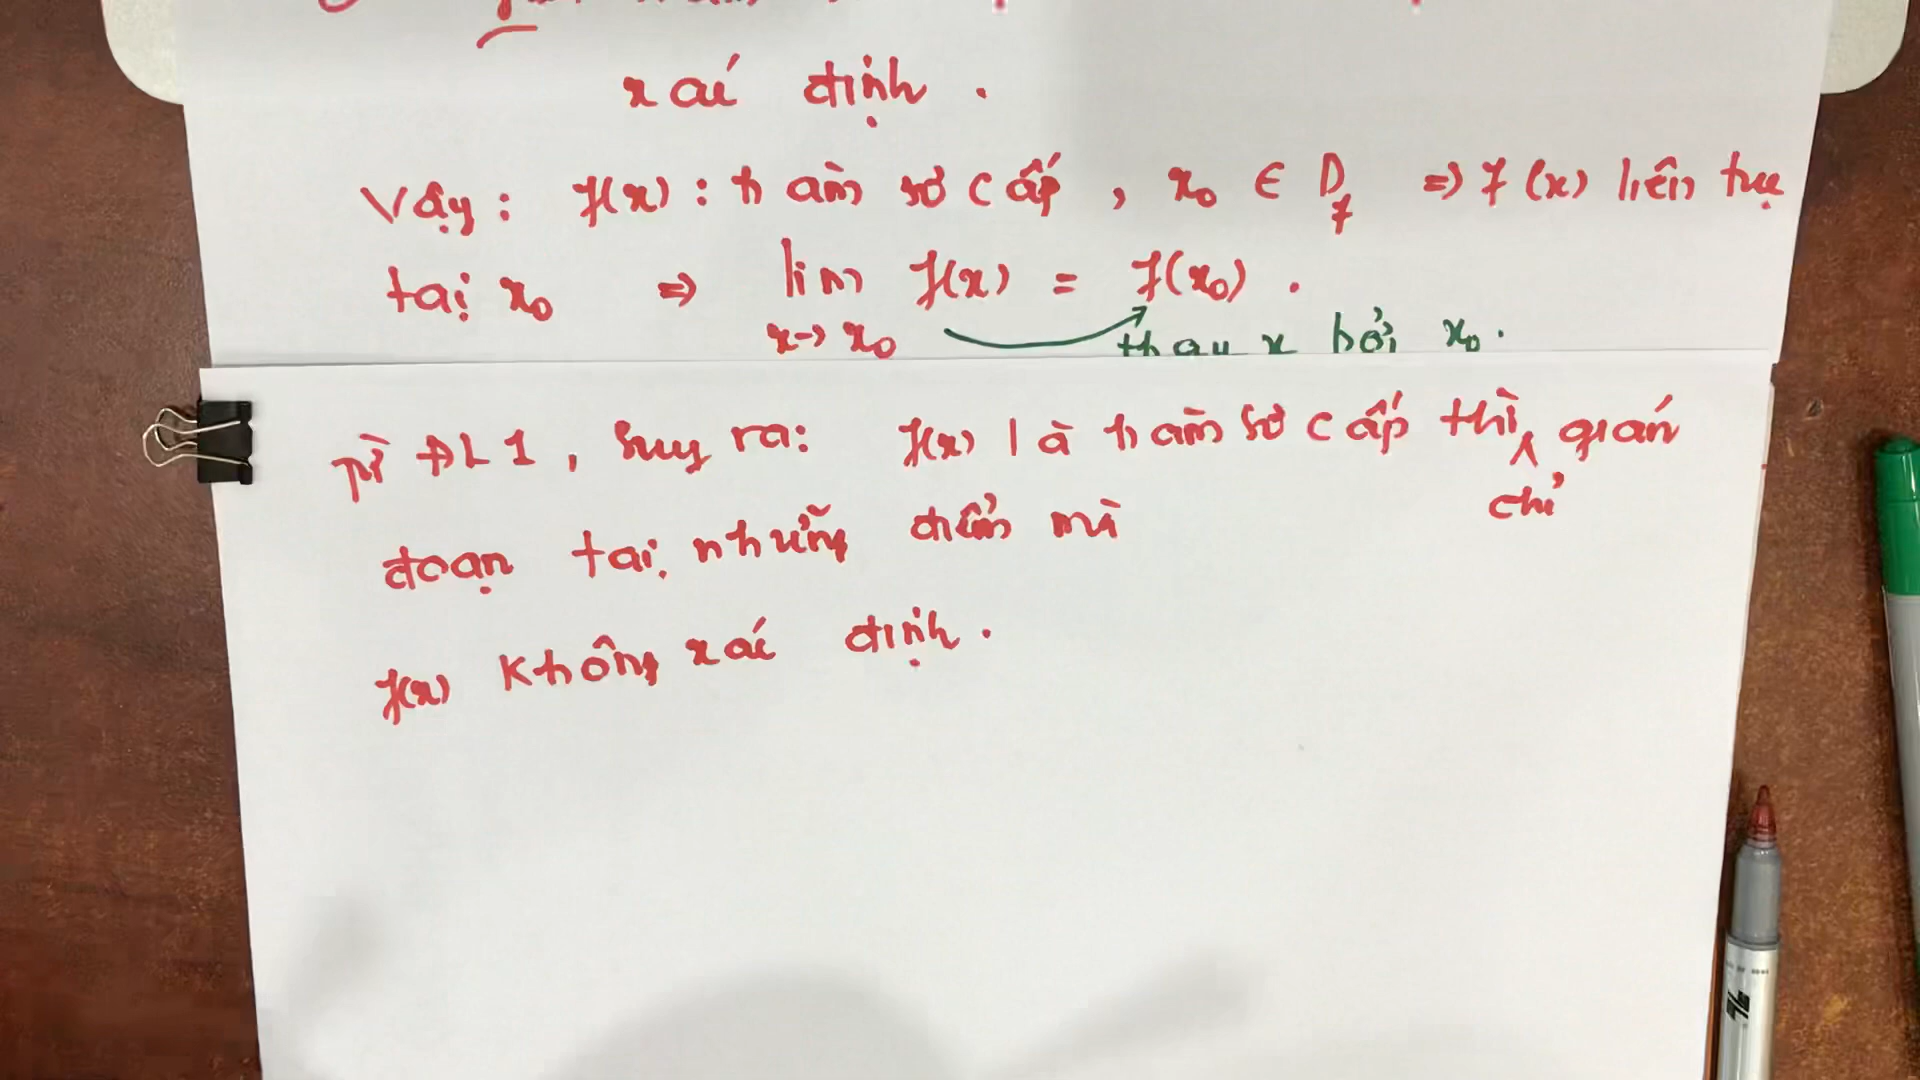 xác định.
Vậy: f(x): hàm sơ cấp, x₀ ∈ D_f => f(x) liên tục
tại x₀ => lim f(x) = f(x₀).
x→x₀
thay x bởi x₀.
Từ ĐL 1, suy ra: f(x) là hàm sơ cấp thì ∧ gián
chỉ
đoạn tại những điểm mà
f(x) không xác định.